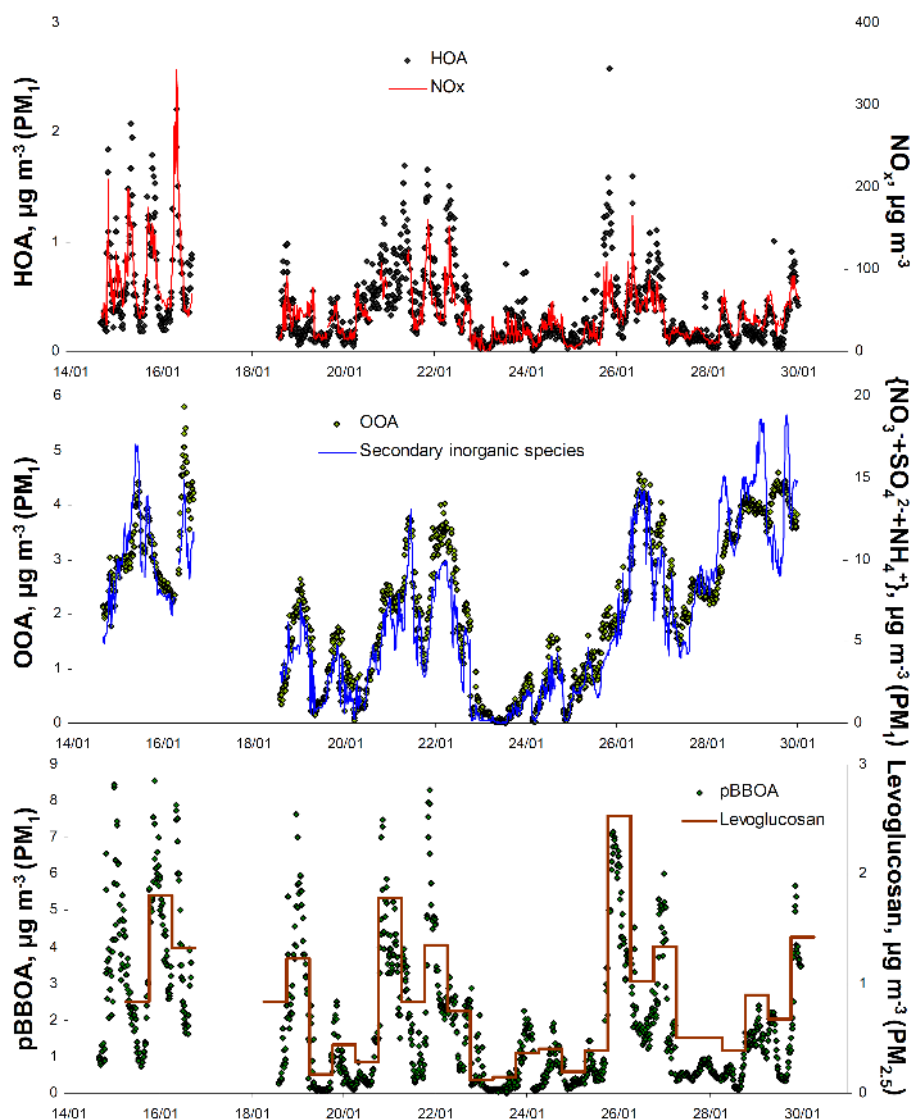 3
400
HOA
NOx
300
2
200
1
100
0
0
HOA, µg m⁻³ (PM₁)
NOₓ, µg m⁻³
14/01 16/01 18/01 20/01 22/01 24/01 26/01 28/01 30/01
6
20
OOA
Secondary inorganic species
5
15
4
3
10
2
5
1
0
0
OOA, µg m⁻³ (PM₁)
{NO₃⁻+SO₄²⁻+NH₄⁺}, µg m⁻³ (PM₁)
14/01 16/01 18/01 20/01 22/01 24/01 26/01 28/01 30/01
9
3
pBBOA
Levoglucosan
8
7
6
2
5
4
3
1
2
1
0
0
pBBOA, µg m⁻³ (PM₁)
Levoglucosan, µg m⁻³ (PM₂.₅)
14/01 16/01 18/01 20/01 22/01 24/01 26/01 28/01 30/01